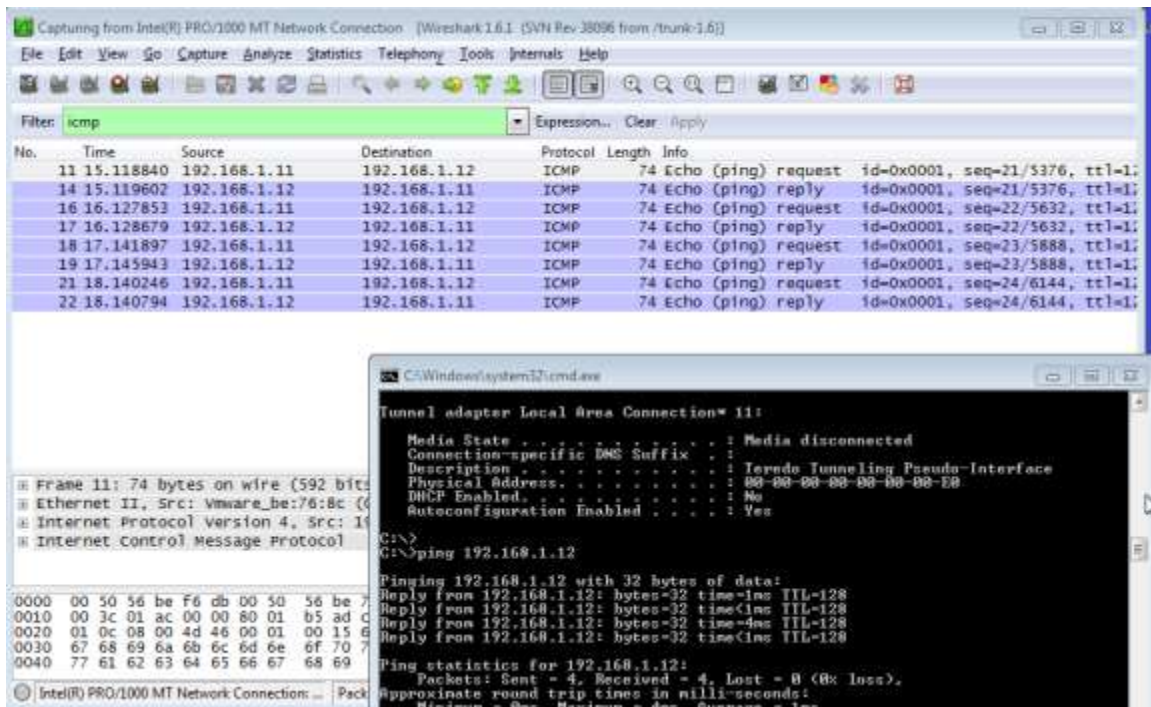 Capturing from Intel(R) PRO/1000 MT Network Connection [Wireshark 1.6.1 (SVN Rev 38096 from /trunk-1.6)]
File Edit View Go Capture Analyze Statistics Telephony Tools Internals Help
Filter: icmp Expression... Clear Apply
No. Time Source Destination Protocol Length Info
11 15.118840 192.168.1.11 192.168.1.12 ICMP 74 Echo (ping) request id=0x0001, seq=21/5376, ttl=12
14 15.119602 192.168.1.12 192.168.1.11 ICMP 74 Echo (ping) reply id=0x0001, seq=21/5376, ttl=12
16 16.127853 192.168.1.11 192.168.1.12 ICMP 74 Echo (ping) request id=0x0001, seq=22/5632, ttl=12
17 16.128679 192.168.1.12 192.168.1.11 ICMP 74 Echo (ping) reply id=0x0001, seq=22/5632, ttl=12
18 17.141897 192.168.1.11 192.168.1.12 ICMP 74 Echo (ping) request id=0x0001, seq=23/5888, ttl=12
19 17.145943 192.168.1.12 192.168.1.11 ICMP 74 Echo (ping) reply id=0x0001, seq=23/5888, ttl=12
21 18.140246 192.168.1.11 192.168.1.12 ICMP 74 Echo (ping) request id=0x0001, seq=24/6144, ttl=12
22 18.140794 192.168.1.12 192.168.1.11 ICMP 74 Echo (ping) reply id=0x0001, seq=24/6144, ttl=12
Frame 11: 74 bytes on wire (592 bits
Ethernet II, Src: Vmware_be:76:8c (
Internet Protocol Version 4, Src: 19
Internet Control Message Protocol
0000 00 50 56 be f6 db 00 50 56 be 7
0010 00 3c 01 ac 00 00 80 01 b5 ad c
0020 01 0c 08 00 4d 46 00 01 00 15 6
0030 67 68 69 6a 6b 6c 6d 6e 6f 70 7
0040 77 61 62 63 64 65 66 67 68 69
Intel(R) PRO/1000 MT Network Connection: ... Pack
C:\Windows\system32\cmd.exe
Tunnel adapter Local Area Connection* 11:
Media State . . . . . . . . . . . : Media disconnected
Connection-specific DNS Suffix . :
Description . . . . . . . . . . . : Teredo Tunneling Pseudo-Interface
Physical Address. . . . . . . . . : 00-00-00-00-00-00-00-E0
DHCP Enabled. . . . . . . . . . . : No
Autoconfiguration Enabled . . . . : Yes
C:\>
C:\>ping 192.168.1.12
Pinging 192.168.1.12 with 32 bytes of data:
Reply from 192.168.1.12: bytes=32 time=1ms TTL=128
Reply from 192.168.1.12: bytes=32 time<1ms TTL=128
Reply from 192.168.1.12: bytes=32 time=4ms TTL=128
Reply from 192.168.1.12: bytes=32 time<1ms TTL=128
Ping statistics for 192.168.1.12:
Packets: Sent = 4, Received = 4, Lost = 0 (0% loss),
Approximate round trip times in milli-seconds:
Minimum = 0ms, Maximum = 4ms, Average = 1ms